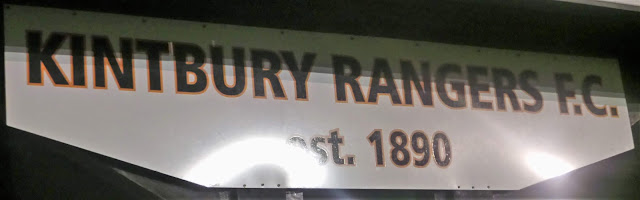 KINTBURY RANGERS F.C.
est. 1890